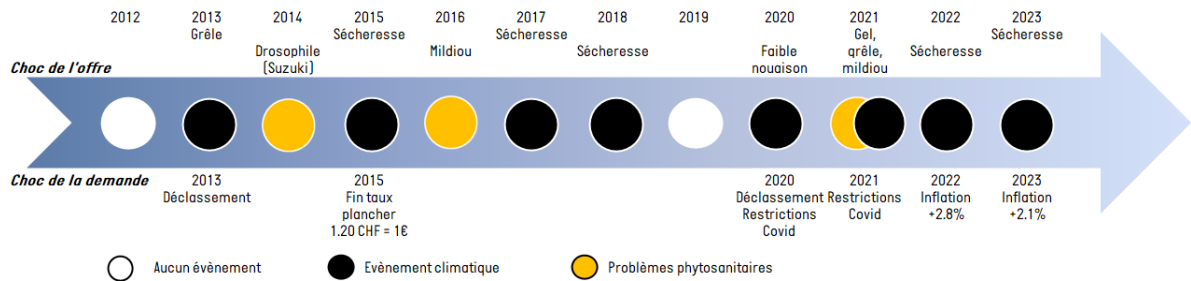 2012
2013
Grêle
2014
Drosophile
(Suzuki)
2015
Sécheresse
2016
Mildiou
2017
Sécheresse
2018
Sécheresse
2019
2020
Faible
nouaison
2021
Gel,
grêle,
mildiou
2022
Sécheresse
2023
Sécheresse
Choc de l'offre
Choc de la demande
2013
Déclassement
2015
Fin taux
plancher
1.20 CHF = 1€
2020
Déclassement
Restrictions
Covid
2021
Restrictions
Covid
2022
Inflation
+2.8%
2023
Inflation
+2.1%
Aucun évènement
Evènement climatique
Problèmes phytosanitaires